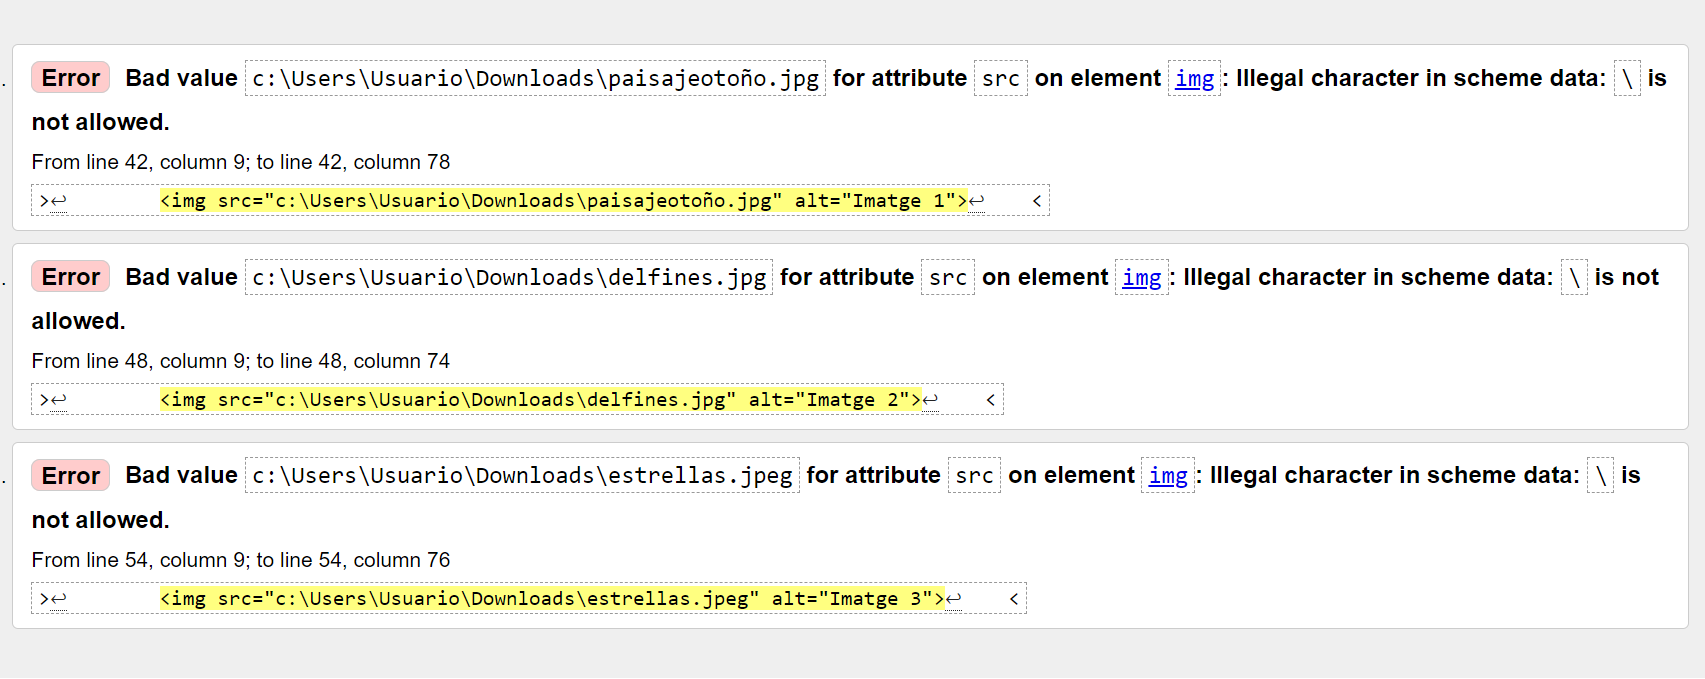 Error Bad value c:\Users\Usuario\Downloads\paisajeotoño.jpg for attribute src on element img: Illegal character in scheme data: \ is
not allowed.
From line 42, column 9; to line 42, column 78
>↩ <img src="c:\Users\Usuario\Downloads\paisajeotoño.jpg" alt="Imatge 1">↩ <
Error Bad value c:\Users\Usuario\Downloads\delfines.jpg for attribute src on element img: Illegal character in scheme data: \ is not
allowed.
From line 48, column 9; to line 48, column 74
>↩ <img src="c:\Users\Usuario\Downloads\delfines.jpg" alt="Imatge 2">↩ <
Error Bad value c:\Users\Usuario\Downloads\estrellas.jpeg for attribute src on element img: Illegal character in scheme data: \ is
not allowed.
From line 54, column 9; to line 54, column 76
>↩ <img src="c:\Users\Usuario\Downloads\estrellas.jpeg" alt="Imatge 3">↩ <